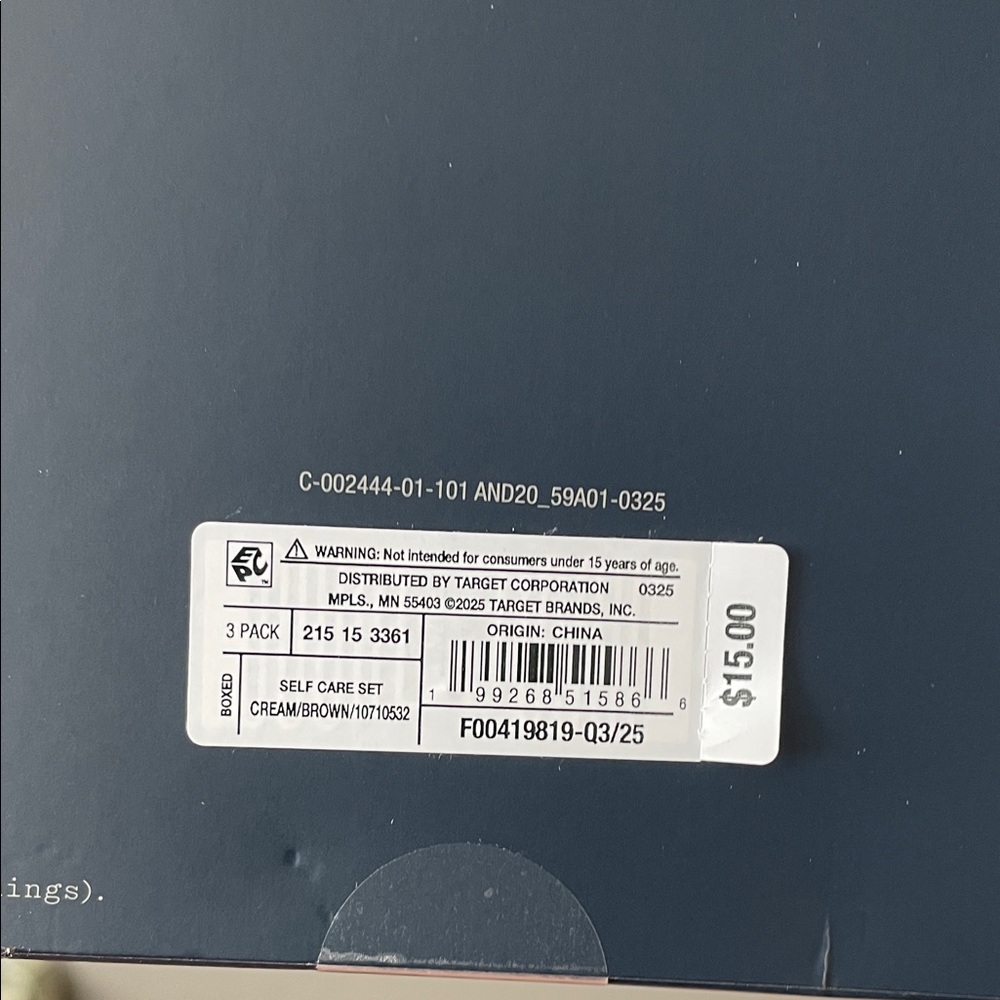 C-002444-01-101 AND20_59A01-0325
WARNING: Not intended for consumers under 15 years of age.
DISTRIBUTED BY TARGET CORPORATION 0325
MPLS., MN 55403 ©2025 TARGET BRANDS, INC.
3 PACK 215 15 3361
ORIGIN: CHINA
1 99268 51586 6
BOXED
SELF CARE SET
CREAM/BROWN/10710532
F00419819-Q3/25
$15.00
ings).